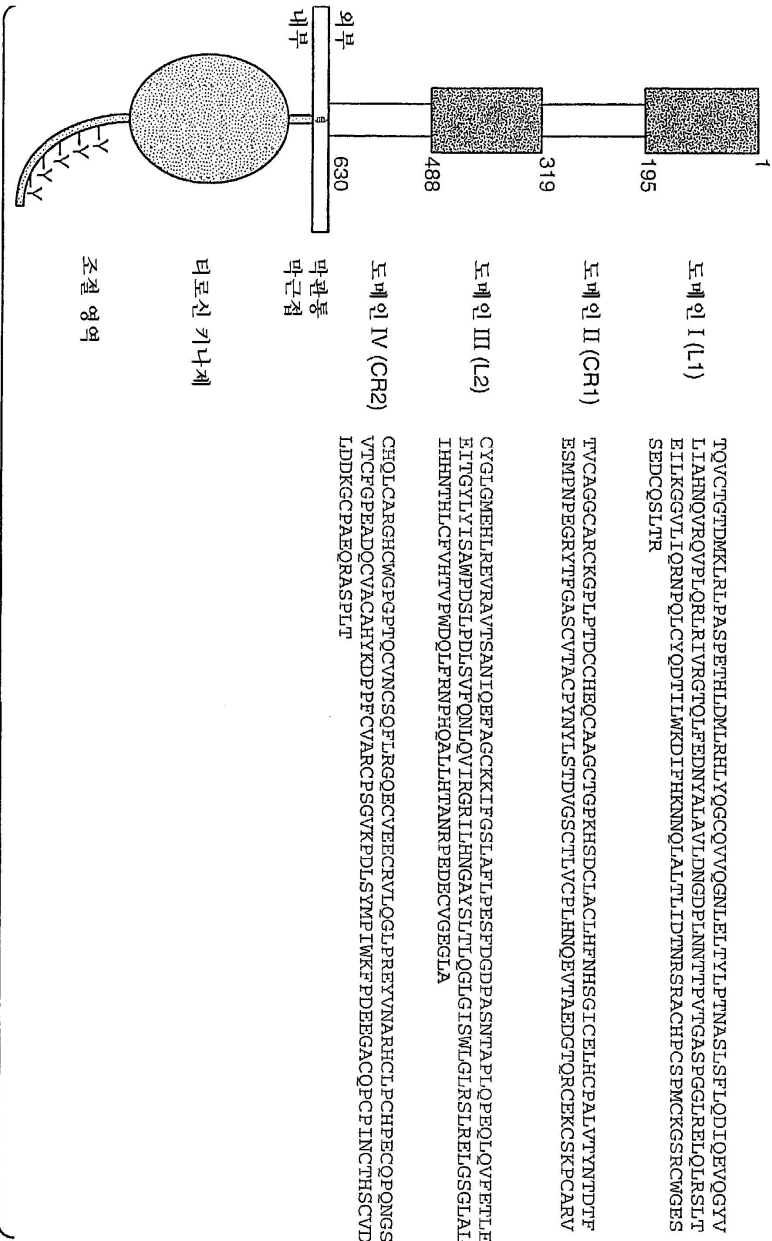 1
도메인 I (L1)
TQVCTGTDMKLRLPASPETHLDMLRHLYQGCQVVQGNLELTYLPTNASLSFLQDIQEVQGYV
LIAHNQVRQVPLQRLRIVRGTQLFEDNYALAVLDNGDPLNNTTPVTGASPGGLRELQLRSLT
EILKGGVLIQRNPQLCYQDTILWKDIFHKNNQLALTLIDTNRSRACHPCSPMCKGSRCWGES
SEDCQSLTR
195
도메인 II (CR1)
TVCAGGCARCKGPLPTDCCHEQCAAGCTGPKHSDCLACLHFNHSGICELHCPALVTYNTDTF
ESMPNPEGRYTFGASCVTACPYNYLSTDVGSCTLVCPLHNQEVTAEDGTQRCEKCSKPCARV
319
도메인 III (L2)
CYGLGMEHLREVRAVTSANIQEFAGCKKIFGSLAFLPESFDGDPASNTAPLQPEQLQVFETLE
EITGYLYISAWPDSLPDLSVFQNLQVIRGRILHNGAYSLTLQGLGISWLGLRSLRELGSGLAL
IHHNTHLCFVHTVPWDQLFRNPHQALLHTANRPEDECVGEGLA
488
도메인 IV (CR2)
CHQLCARGHCWGPGPTQCVNCSQFLRGQECVEECRVLQGLPREYVNARHCLPCHPECQPQNGS
VTCFGPEADQCVACAHYKDPPFCVARCPSGVKPDLSYMPIWKFPDEEGACQPCPINCTHSCVD
LDDKGCPAEQRASPLT
630
외부
내부
막관통
막근접
티로신 키나제
조절 영역